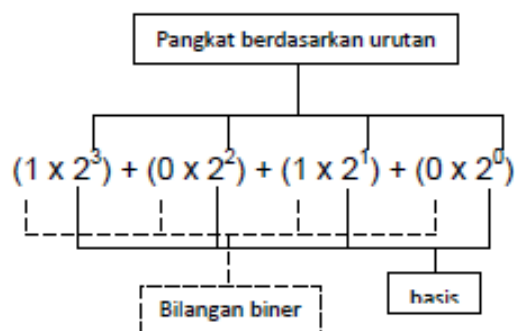 Pangkat berdasarkan urutan
(1 x 2³) + (0 x 2²) + (1 x 2¹) + (0 x 2⁰)
Bilangan biner
basis